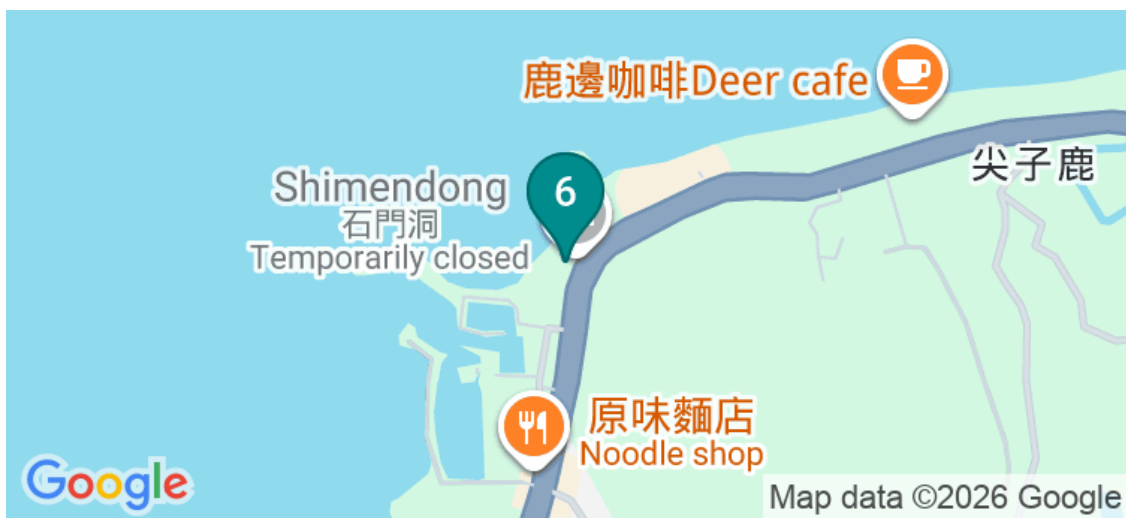 鹿邊咖啡Deer cafe
尖子鹿
6
Shimendong
石門洞
Temporarily closed
原味麵店
Noodle shop
Google
Map data ©2026 Google